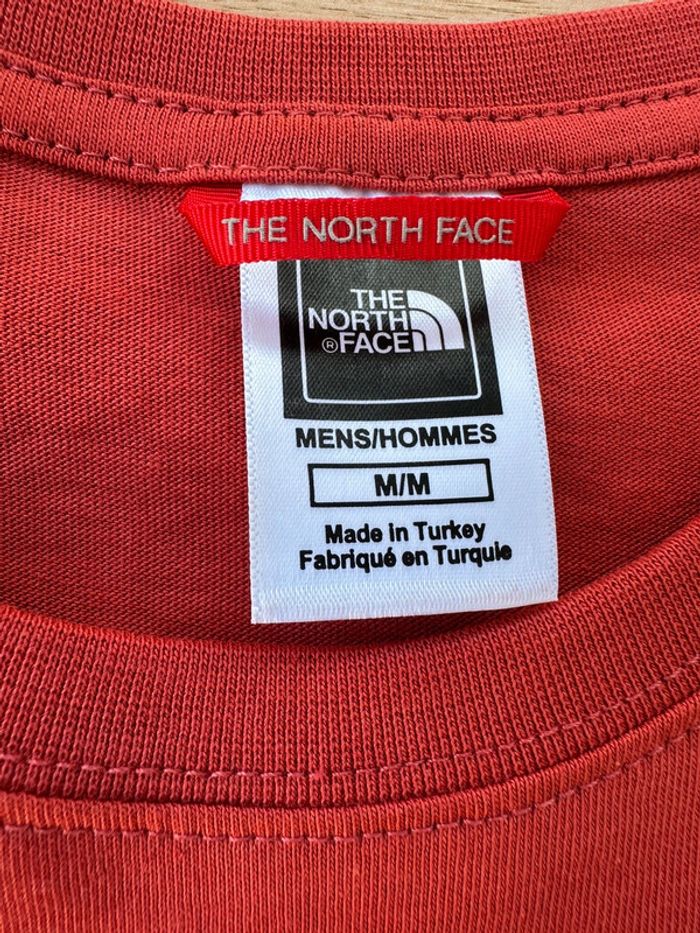 THE NORTH FACE
THE
NORTH
® FACE
MENS/HOMMES
M/M
Made in Turkey
Fabriqué en Turquie